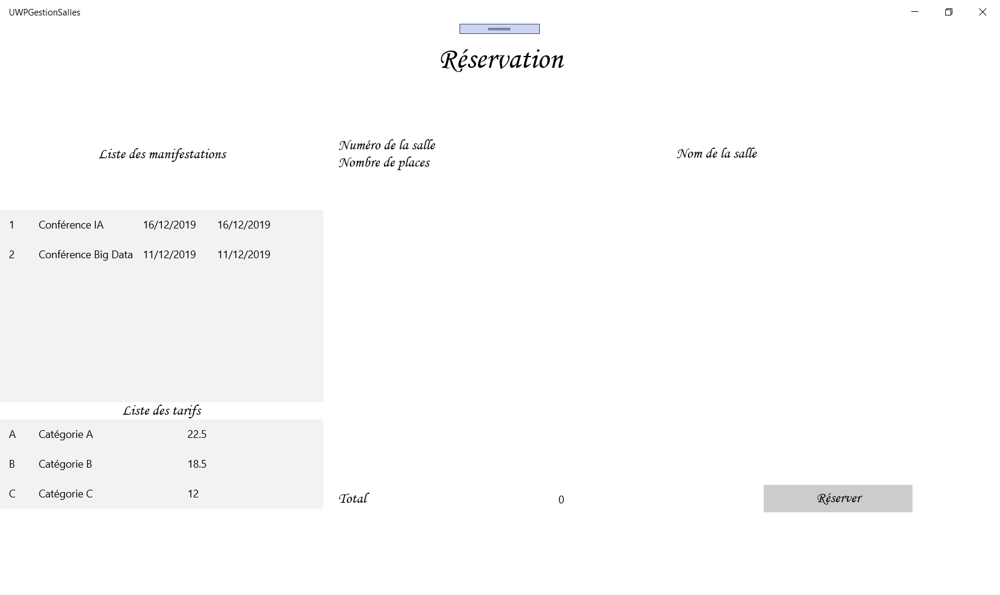 UWPGestionSalles
Réservation
Liste des manifestations
Numéro de la salle
Nombre de places
Nom de la salle
1 Conférence IA 16/12/2019 16/12/2019
2 Conférence Big Data 11/12/2019 11/12/2019
Liste des tarifs
A Catégorie A 22.5
B Catégorie B 18.5
C Catégorie C 12
Total 0
Réserver